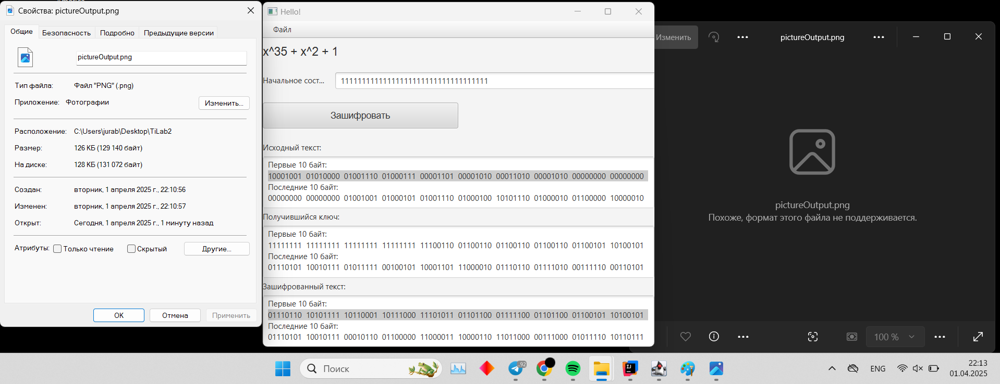 Свойства: pictureOutput.png
Общие
Безопасность
Подробно
Предыдущие версии
pictureOutput.png
Тип файла: Файл "PNG" (.png)
Приложение: Фотографии
Изменить...
Расположение: C:\Users\jurab\Desktop\TiLab2
Размер: 126 КБ (129 140 байт)
На диске: 128 КБ (131 072 байт)
Создан: вторник, 1 апреля 2025 г., 22:10:56
Изменен: вторник, 1 апреля 2025 г., 22:10:57
Открыт: Сегодня, 1 апреля 2025 г., 1 минуту назад
Атрибуты: Только чтение Скрытый Другие...
ОК Отмена Применить
Hello!
Файл
x^35 + x^2 + 1
Начальное сост... 11111111111111111111111111111111111
Зашифровать
Исходный текст:
Первые 10 байт:
10001001 01010000 01001110 01000111 00001101 00001010 00011010 00001010 00000000 00000000
Последние 10 байт:
00000000 00000000 01001001 01000101 01001110 01000100 10101110 01000010 01100000 10000010
Получившийся ключ:
Первые 10 байт:
11111111 11111111 11111111 11111111 11100110 01100110 01100110 01100110 01100101 10100101
Последние 10 байт:
01110101 10010111 01011111 00100101 10001101 11000010 01110110 01111010 00111110 00110101
Зашифрованный текст:
Первые 10 байт:
01110110 10101111 10110001 10111000 11101011 01101100 01111100 01101100 01100101 10100101
Последние 10 байт:
01110101 10010111 00010110 01100000 11000011 10000110 11011000 00111000 01011110 10110111
Изменить
pictureOutput.png
pictureOutput.png
Похоже, формат этого файла не поддерживается.
100 %
Поиск
..92
ENG
22:13
01.04.2025